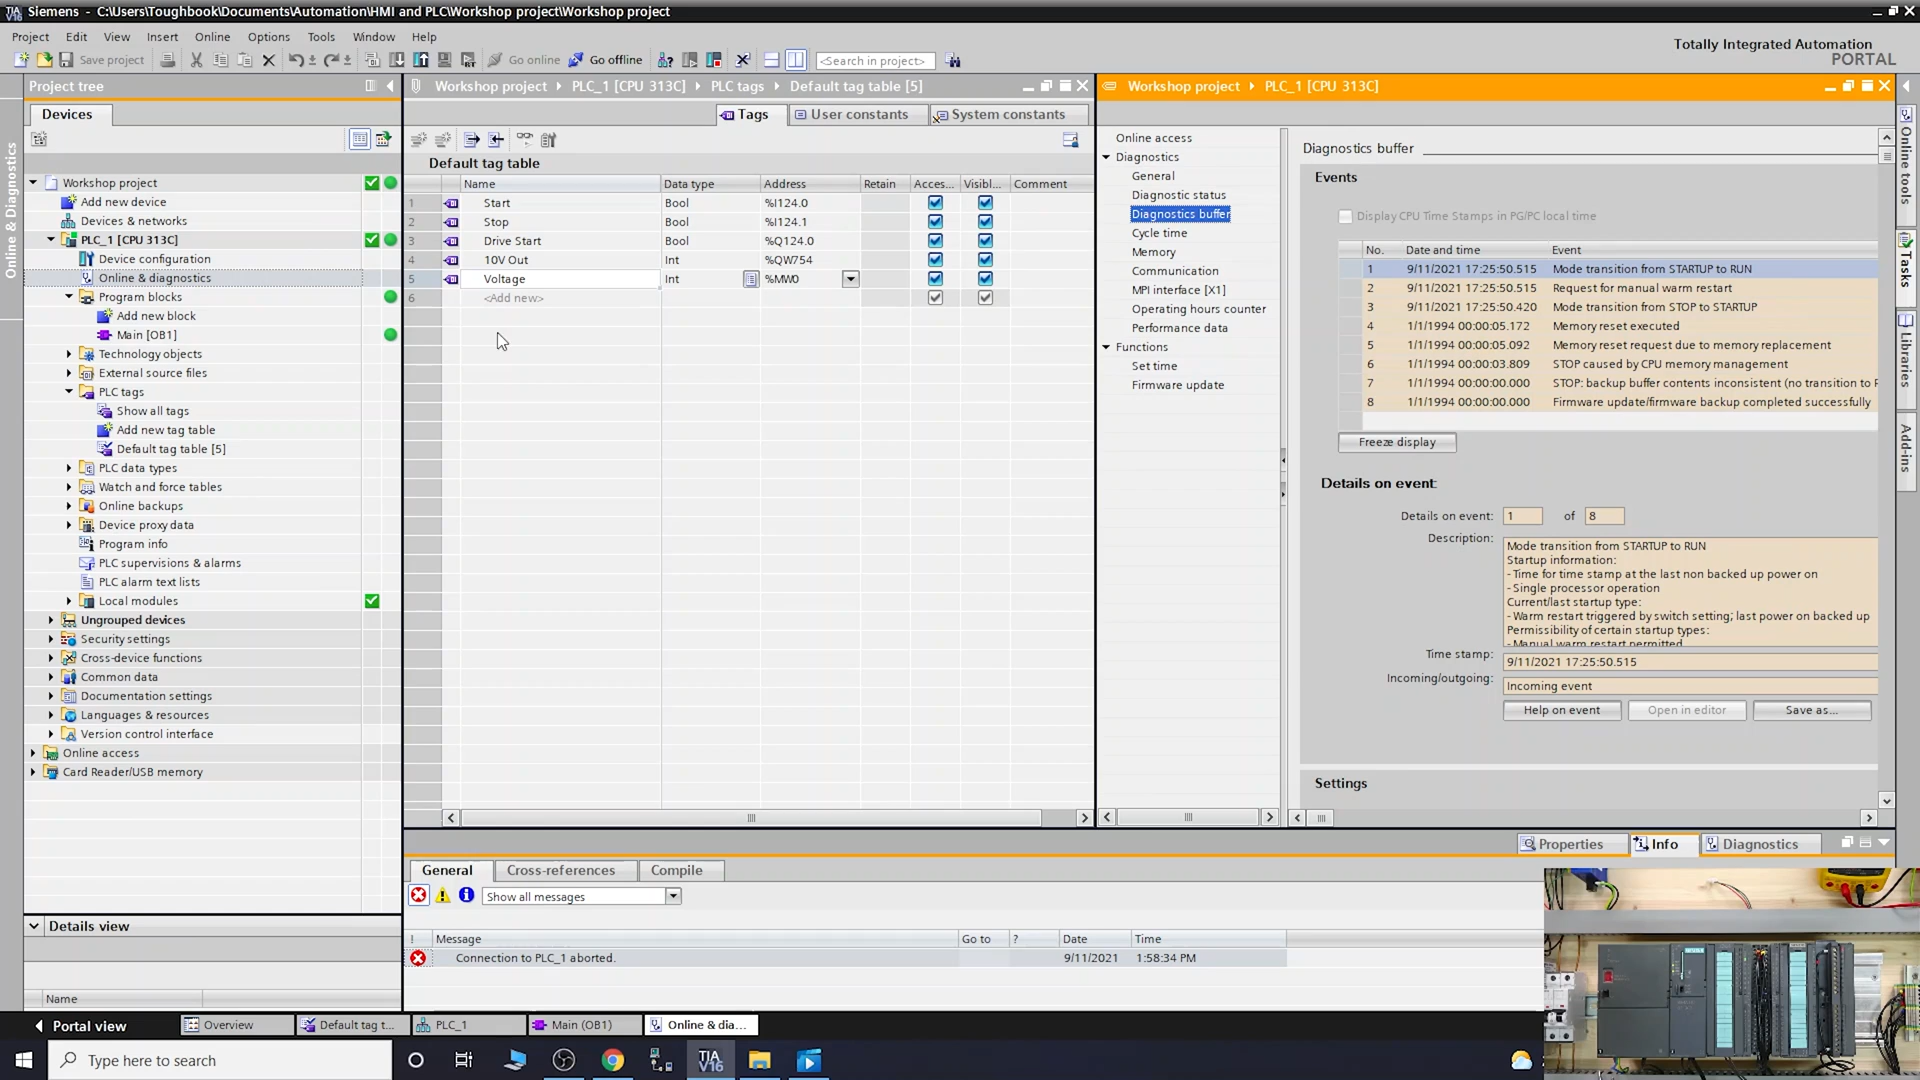 Siemens - C:\Users\Toughbook\Documents\Automation\HMI and PLC\Workshop project\Workshop project
Project Edit View Insert Online Options Tools Window Help
Totally Integrated Automation
PORTAL
Save project
Go online
Go offline
<Search in project>
Project tree
Devices
Online & Diagnostics
Workshop project
Add new device
Devices & networks
PLC_1 [CPU 313C]
Device configuration
Online & diagnostics
Program blocks
Add new block
Main [OB1]
Technology objects
External source files
PLC tags
Show all tags
Add new tag table
Default tag table [5]
PLC data types
Watch and force tables
Online backups
Device proxy data
Program info
PLC supervisions & alarms
PLC alarm text lists
Local modules
Ungrouped devices
Security settings
Cross-device functions
Common data
Documentation settings
Languages & resources
Version control interface
Online access
Card Reader/USB memory
Details view
Name
Workshop project PLC_1 [CPU 313C] PLC tags Default tag table [5]
Tags User constants System constants
Default tag table
Name Data type Address Retain Acces... Visibl... Comment
1 Start Bool %I124.0
2 Stop Bool %I124.1
3 Drive Start Bool %Q124.0
4 10V Out Int %QW754
5 Voltage Int %MW0
6 <Add new>
Workshop project PLC_1 [CPU 313C]
Online access
Diagnostics
General
Diagnostic status
Diagnostics buffer
Cycle time
Memory
Communication
MPI interface [X1]
Operating hours counter
Performance data
Functions
Set time
Firmware update
Diagnostics buffer
Events
Display CPU Time Stamps in PG/PC local time
No. Date and time Event
1 9/11/2021 17:25:50.515 Mode transition from STARTUP to RUN
2 9/11/2021 17:25:50.515 Request for manual warm restart
3 9/11/2021 17:25:50.420 Mode transition from STOP to STARTUP
4 1/1/1994 00:00:05.172 Memory reset executed
5 1/1/1994 00:00:05.092 Memory reset request due to memory replacement
6 1/1/1994 00:00:03.809 STOP caused by CPU memory management
7 1/1/1994 00:00:00.000 STOP: backup buffer contents inconsistent (no transition to
8 1/1/1994 00:00:00.000 Firmware update/firmware backup completed successfully
Freeze display
Details on event:
Details on event: 1 of 8
Description:
Mode transition from STARTUP to RUN
Startup information:
- Time for time stamp at the last non backed up power on
- Single processor operation
Current/last startup type:
- Warm restart triggered by switch setting; last power on backed up
Permissibility of certain startup types:
- Manual warm restart permitted
Time stamp: 9/11/2021 17:25:50.515
Incoming/outgoing: Incoming event
Help on event Open in editor Save as...
Settings
Online tools
Tasks
Libraries
Add-ins
Properties Info Diagnostics
General Cross-references Compile
Show all messages
! Message Go to ? Date Time
Connection to PLC_1 aborted. 9/11/2021 1:58:34 PM
Portal view Overview Default tag t... PLC_1 Main (OB1) Online & dia...
Type here to search
TIA
V16